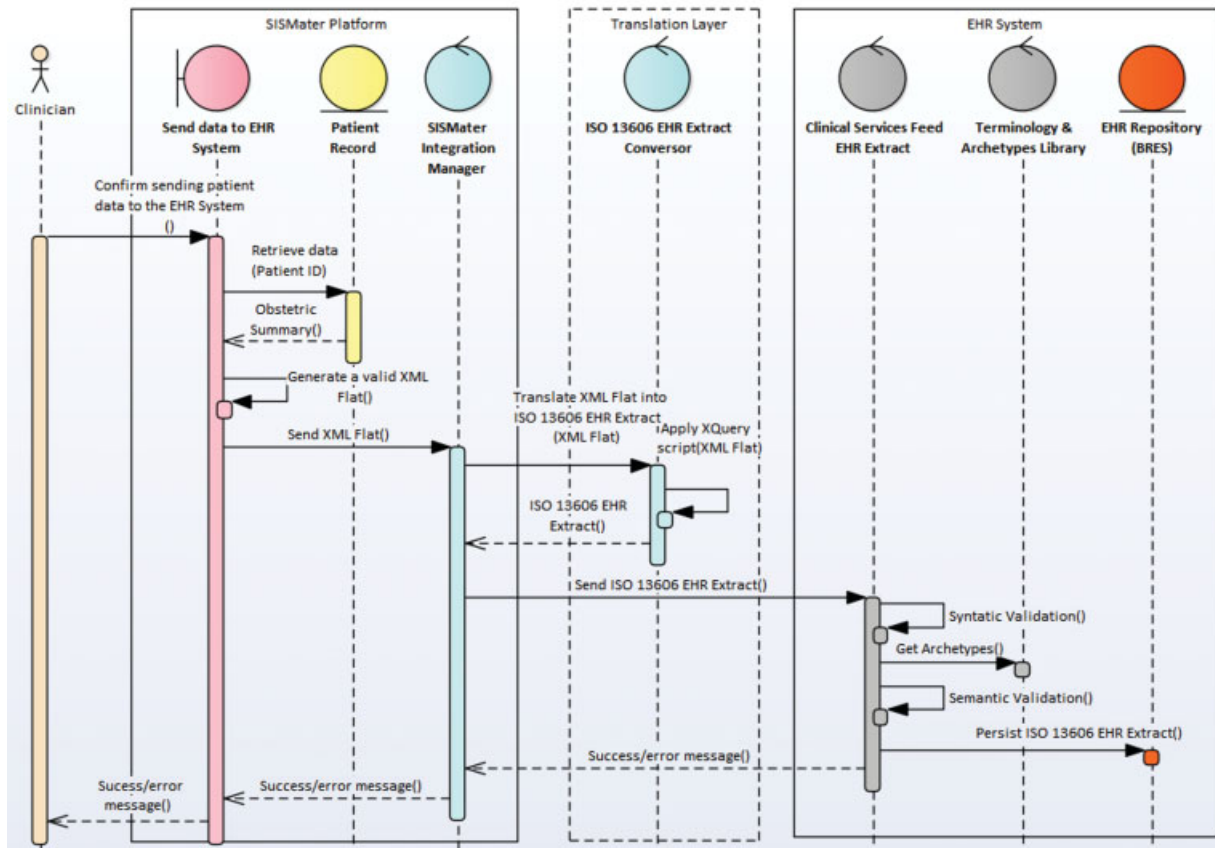 SISMater Platform
Translation Layer
EHR System
Clinician
Send data to EHR
System
Patient
Record
SISMater
Integration
Manager
ISO 13606 EHR Extract
Conversor
Clinical Services Feed
EHR Extract
Terminology &
Archetypes Library
EHR Repository
(BRES)
Confirm sending patient
data to the EHR System
()
Retrieve data
(Patient ID)
Obstetric
Summary()
Generate a valid XML
Flat()
Send XML Flat()
Translate XML Flat into
ISO 13606 EHR Extract
(XML Flat)
Apply XQuery
script(XML Flat)
ISO 13606 EHR
Extract()
Send ISO 13606 EHR Extract()
Syntatic Validation()
Get Archetypes()
Semantic Validation()
Persist ISO 13606 EHR Extract()
Success/error message()
Success/error message()
Sucess/error
message()